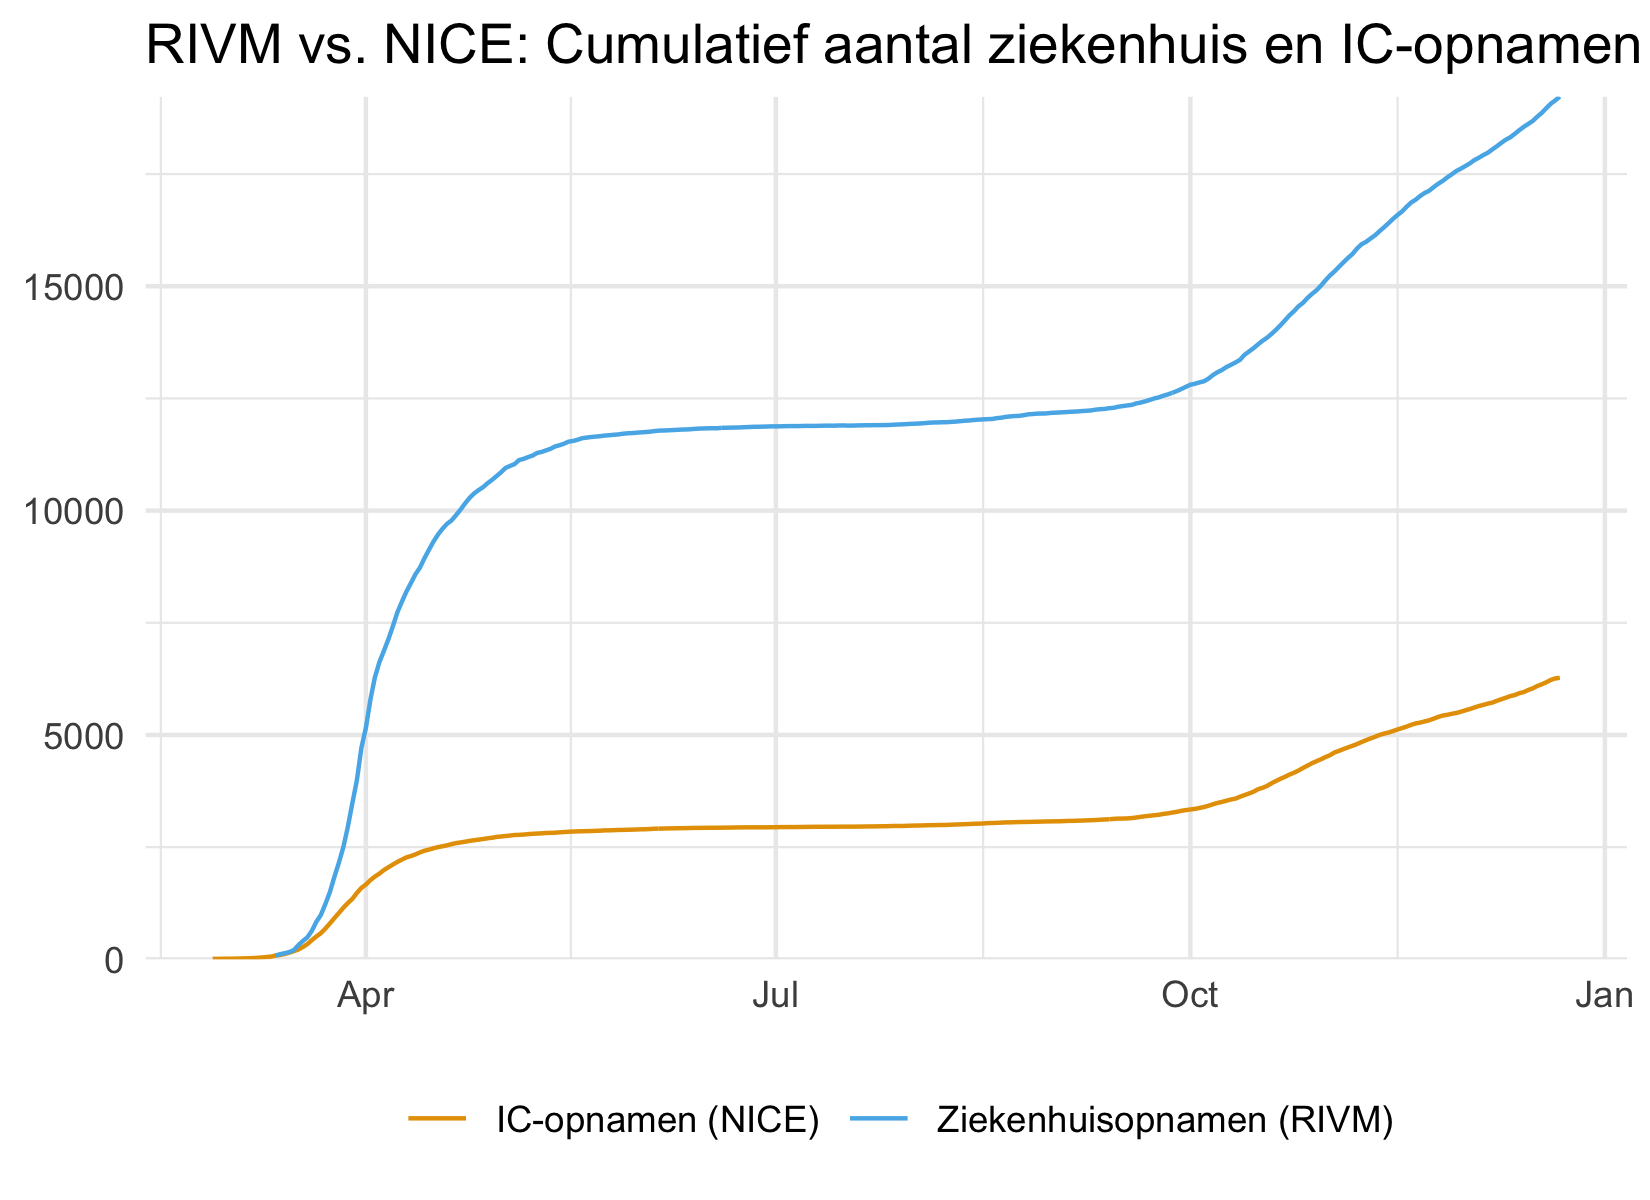 RIVM vs. NICE: Cumulatief aantal ziekenhuis en IC-opnamen
15000
10000
5000
0
Apr Jul Oct Jan
IC-opnamen (NICE) Ziekenhuisopnamen (RIVM)